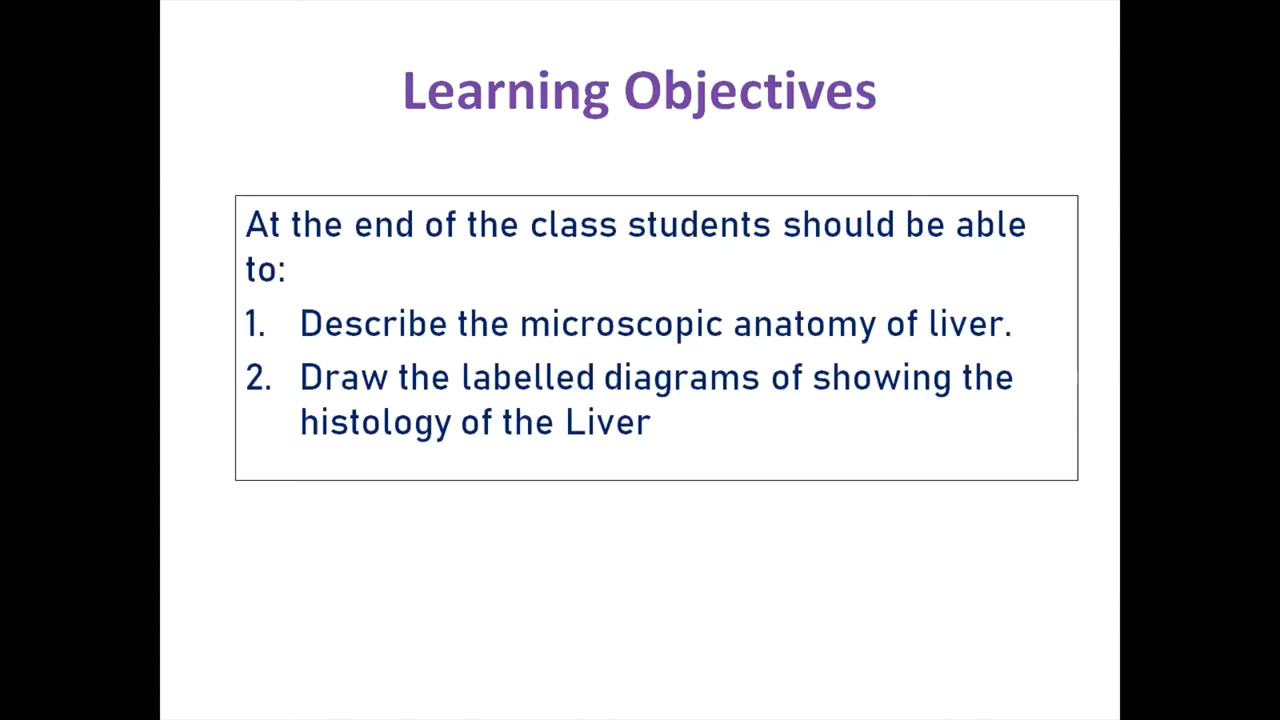 Learning Objectives
At the end of the class students should be able
to:
1. Describe the microscopic anatomy of liver.
2. Draw the labelled diagrams of showing the
histology of the Liver